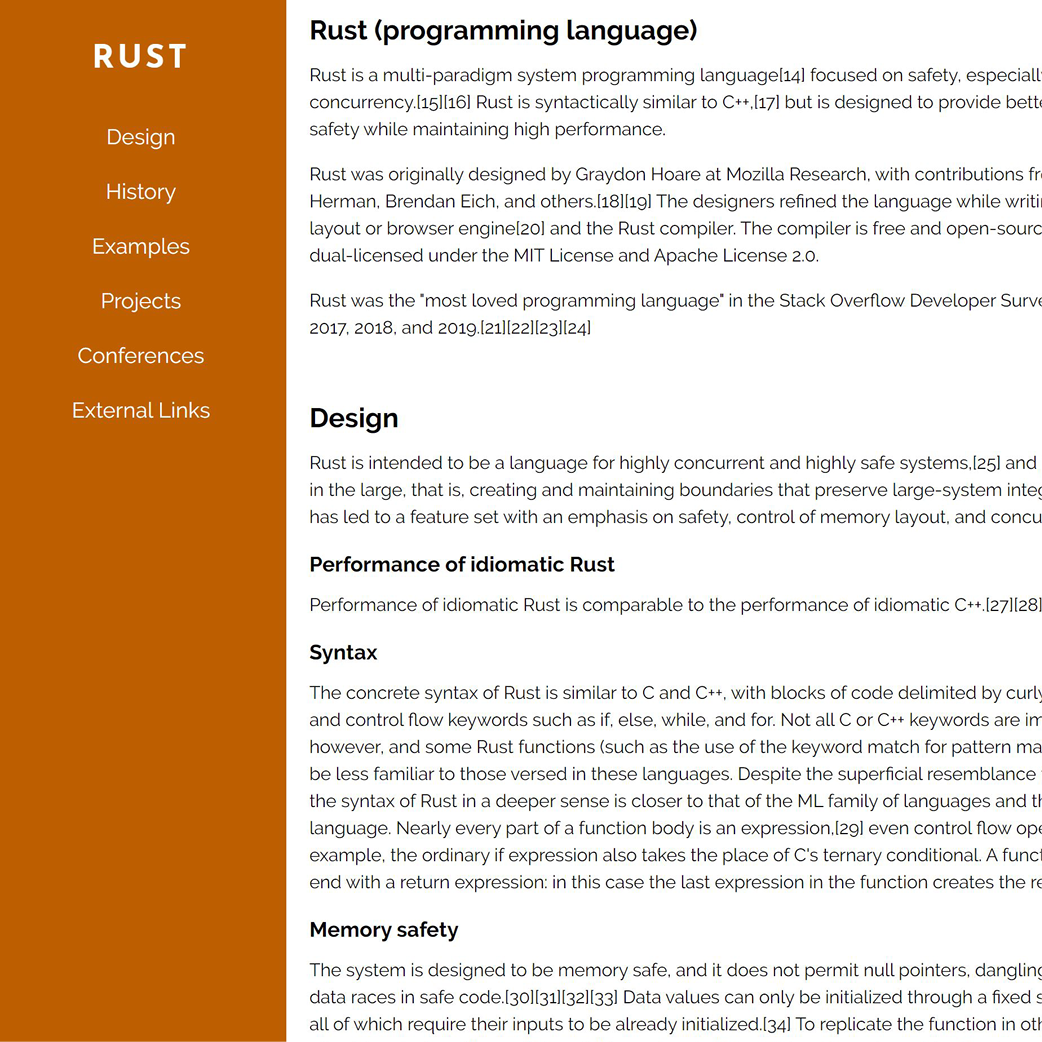 RUST
Design
History
Examples
Projects
Conferences
External Links
Rust (programming language)
Rust is a multi-paradigm system programming language[14] focused on safety, especiall
concurrency.[15][16] Rust is syntactically similar to C++,[17] but is designed to provide bett
safety while maintaining high performance.
Rust was originally designed by Graydon Hoare at Mozilla Research, with contributions fr
Herman, Brendan Eich, and others.[18][19] The designers refined the language while writi
layout or browser engine[20] and the Rust compiler. The compiler is free and open-sourc
dual-licensed under the MIT License and Apache License 2.0.
Rust was the "most loved programming language" in the Stack Overflow Developer Surve
2017, 2018, and 2019.[21][22][23][24]
Design
Rust is intended to be a language for highly concurrent and highly safe systems,[25] and
in the large, that is, creating and maintaining boundaries that preserve large-system integ
has led to a feature set with an emphasis on safety, control of memory layout, and concu
Performance of idiomatic Rust
Performance of idiomatic Rust is comparable to the performance of idiomatic C++.[27][28]
Syntax
The concrete syntax of Rust is similar to C and C++, with blocks of code delimited by curly
and control flow keywords such as if, else, while, and for. Not all C or C++ keywords are im
however, and some Rust functions (such as the use of the keyword match for pattern ma
be less familiar to those versed in these languages. Despite the superficial resemblance
the syntax of Rust in a deeper sense is closer to that of the ML family of languages and th
language. Nearly every part of a function body is an expression,[29] even control flow ope
example, the ordinary if expression also takes the place of C's ternary conditional. A funct
end with a return expression: in this case the last expression in the function creates the re
Memory safety
The system is designed to be memory safe, and it does not permit null pointers, dangling
data races in safe code.[30][31][32][33] Data values can only be initialized through a fixed s
all of which require their inputs to be already initialized.[34] To replicate the function in oth